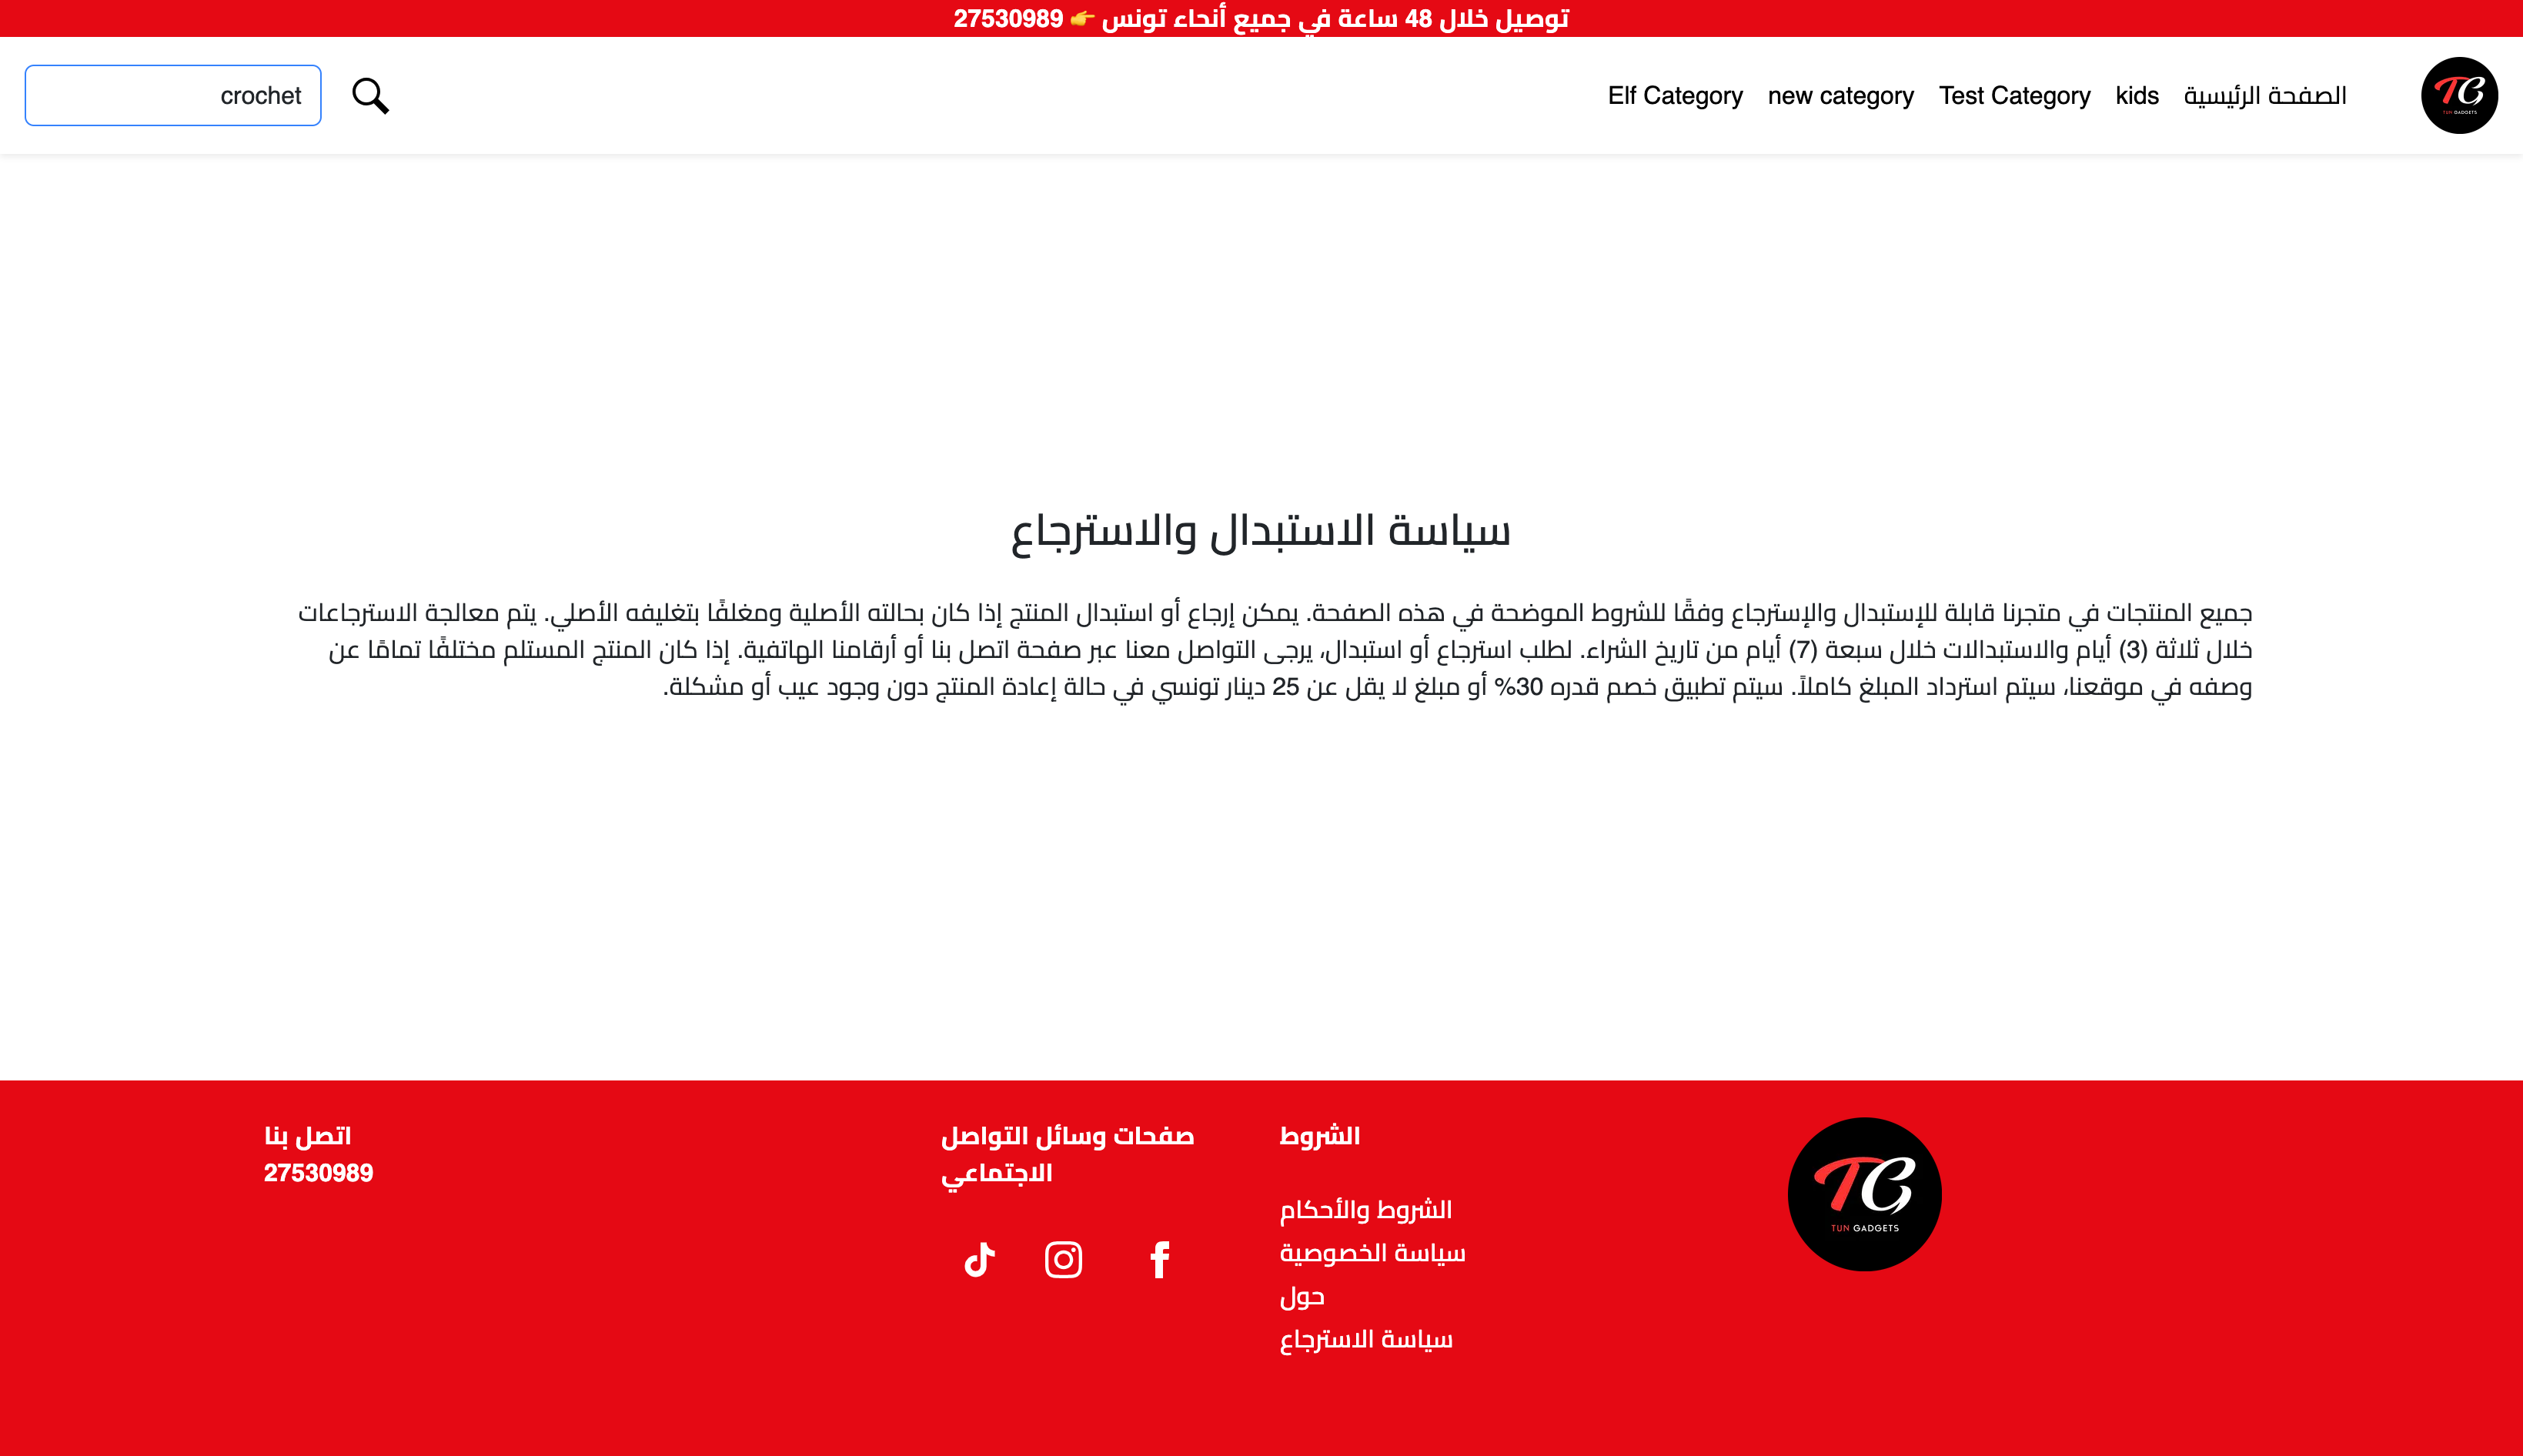 توصيل خلال 48 ساعة في جميع أنحاء تونس 👉 27530989
TG
TUN GADGETS
الصفحة الرئيسية
kids
Test Category
new category
Elf Category
crochet
سياسة الاستبدال والاسترجاع
جميع المنتجات في متجرنا قابلة للإستبدال والإسترجاع وفقًا للشروط الموضحة في هذه الصفحة. يمكن إرجاع أو استبدال المنتج إذا كان بحالته الأصلية ومغلفًا بتغليفه الأصلي. يتم معالجة الاسترجاعات
خلال ثلاثة (3) أيام والاستبدالات خلال سبعة (7) أيام من تاريخ الشراء. لطلب استرجاع أو استبدال، يرجى التواصل معنا عبر صفحة اتصل بنا أو أرقامنا الهاتفية. إذا كان المنتج المستلم مختلفًا تمامًا عن
وصفه في موقعنا، سيتم استرداد المبلغ كاملاً. سيتم تطبيق خصم قدره 30% أو مبلغ لا يقل عن 25 دينار تونسي في حالة إعادة المنتج دون وجود عيب أو مشكلة.
TG
TUN GADGETS
الشروط
الشروط والأحكام
سياسة الخصوصية
حول
سياسة الاسترجاع
صفحات وسائل التواصل
الاجتماعي
اتصل بنا
27530989